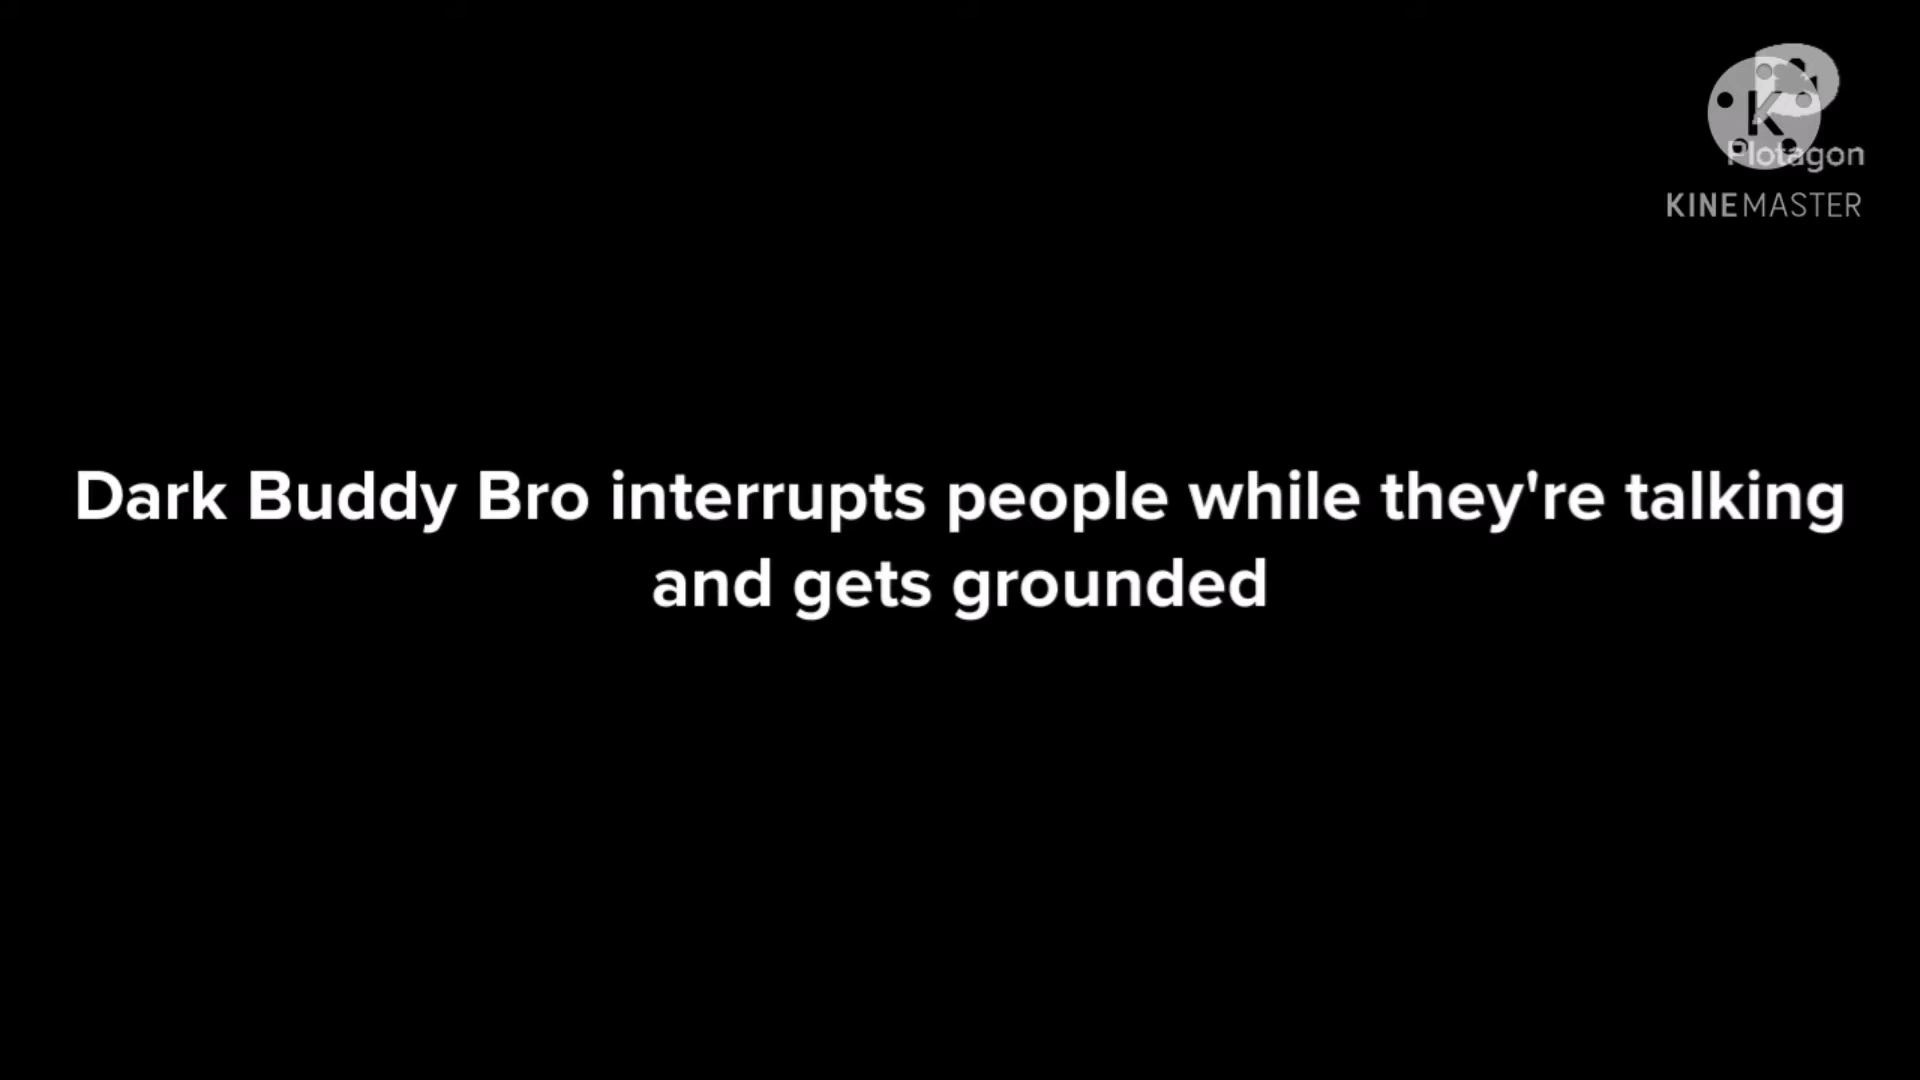 K
Plotagon
KINEMASTER
Dark Buddy Bro interrupts people while they're talking
and gets grounded